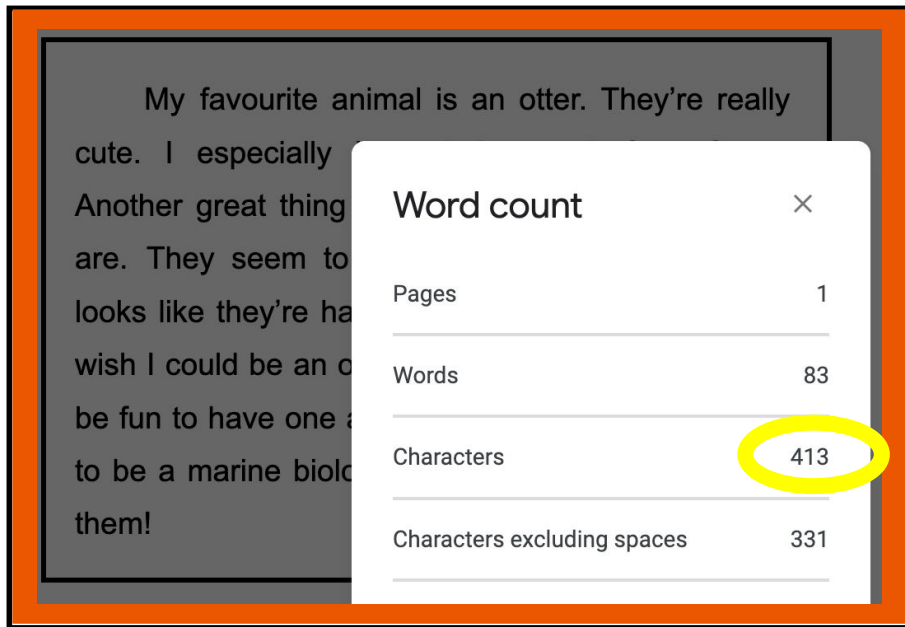 My favourite animal is an otter. They're really
cute. I especially
Another great thing
are. They seem to
looks like they're ha
wish I could be an o
be fun to have one a
to be a marine biolo
them!
Word count ×
Pages 1
Words 83
Characters 413
Characters excluding spaces 331